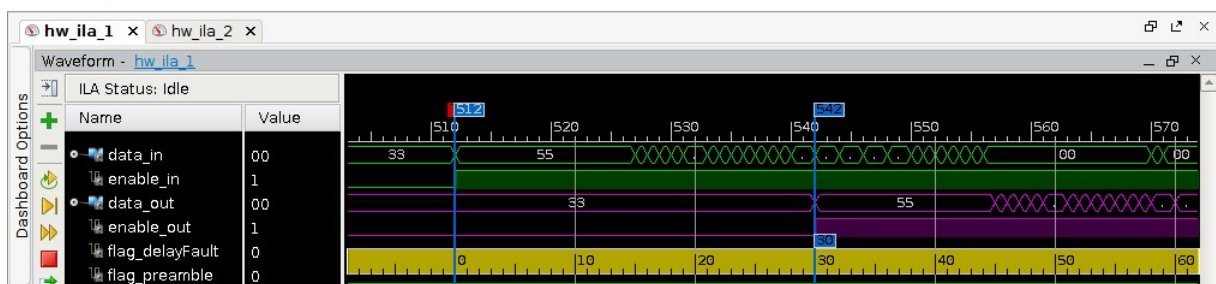 hw_ila_1 hw_ila_2
Waveform - hw_ila_1
Dashboard Options
ILA Status: Idle
Name Value
512 542
510 520 530 540 550 560 570
data_in 00 33 55 00 00
enable_in 1
data_out 00 33 55
enable_out 1
30
flag_delayFault 0 0 10 20 30 40 50 60
flag_preamble 0